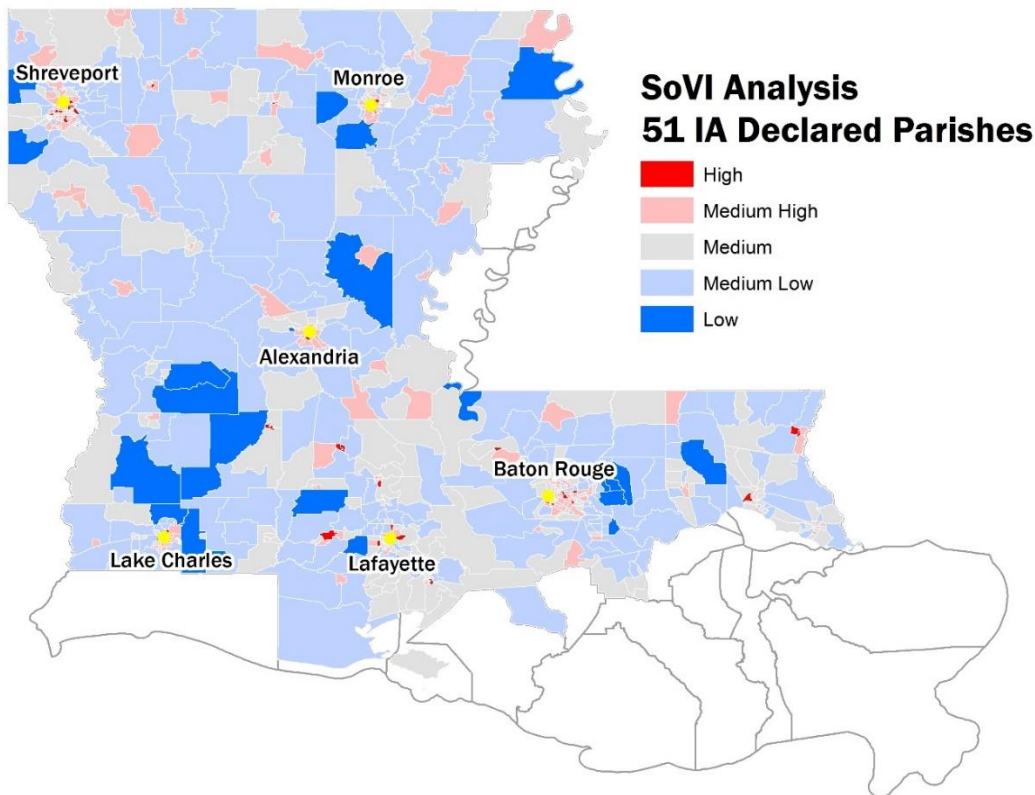 Shreveport
Monroe
SoVI Analysis
51 IA Declared Parishes
High
Medium High
Medium
Medium Low
Low
Alexandria
Baton Rouge
Lake Charles
Lafayette